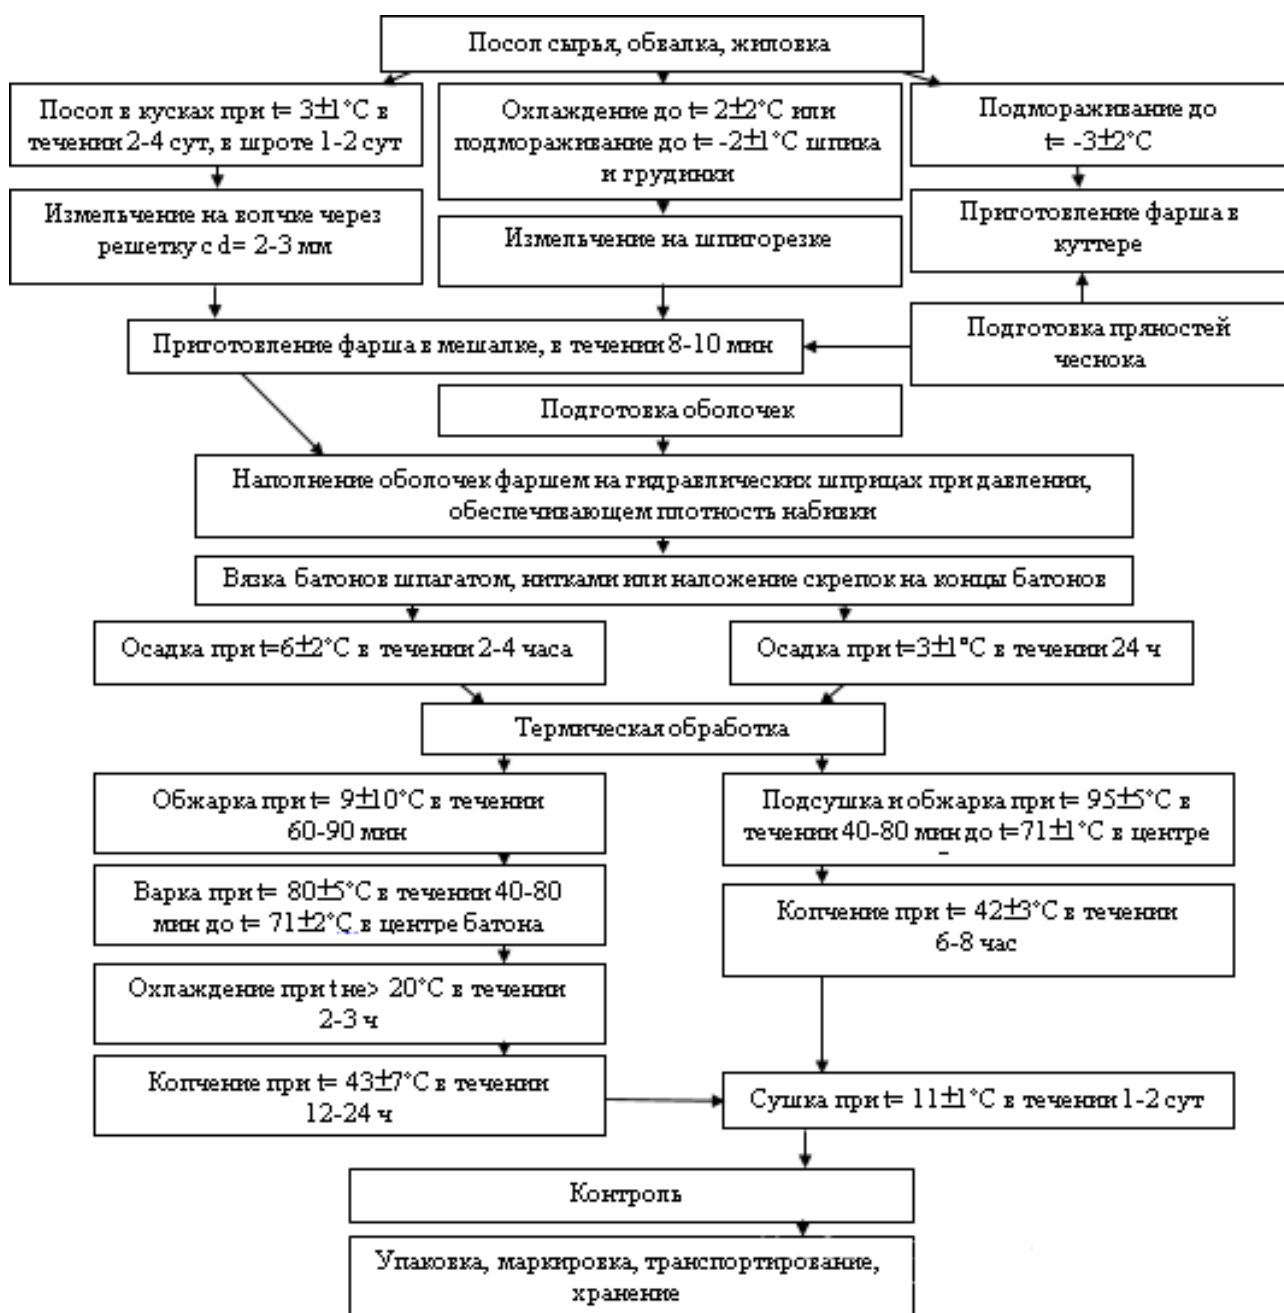 Посол сырья, обвалка, жиловка
Посол в кусках при t= 3±1°С в
течении 2-4 сут, в шроте 1-2 сут
Охлаждение до t= 2±2°С или
подмораживание до t= -2±1°С шпика
и грудинки
Подмораживание до
t= -3±2°С
Измельчение на волчке через
решетку с d= 2-3 мм
Измельчение на шпигорезке
Приготовление фарша в
куттере
Приготовление фарша в мешалке, в течении 8-10 мин
Подготовка пряностей
чеснока
Подготовка оболочек
Наполнение оболочек фаршем на гидравлических шприцах при давлении,
обеспечивающем плотность набивки
Вязка батонов шпагатом, нитками или наложение скрепок на концы батонов
Осадка при t=6±2°С в течении 2-4 часа
Осадка при t=3±1°С в течении 24 ч
Термическая обработка
Обжарка при t= 9±10°С в течении
60-90 мин
Подсушка и обжарка при t= 95±5°С в
течении 40-80 мин до t=71±1°С в центре
Варка при t= 80±5°С в течении 40-80
мин до t= 71±2°С в центре батона
Копчение при t= 42±3°С в течении
6-8 час
Охлаждение при t не> 20°С в течении
2-3 ч
Копчение при t= 43±7°С в течении
12-24 ч
Сушка при t= 11±1°С в течении 1-2 сут
Контроль
Упаковка, маркировка, транспортирование,
хранение